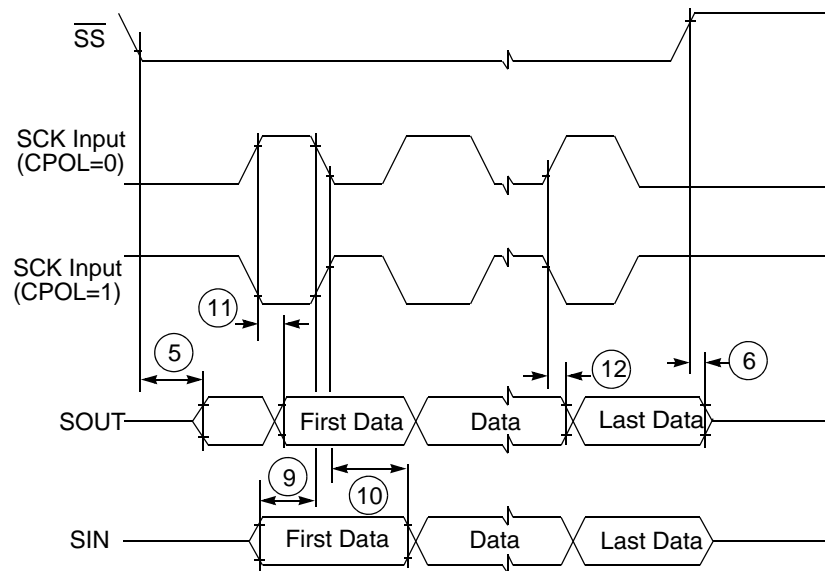 SS
SCK Input
(CPOL=0)
SCK Input
(CPOL=1)
11
5
12
6
SOUT
First Data
Data
Last Data
9
10
SIN
First Data
Data
Last Data